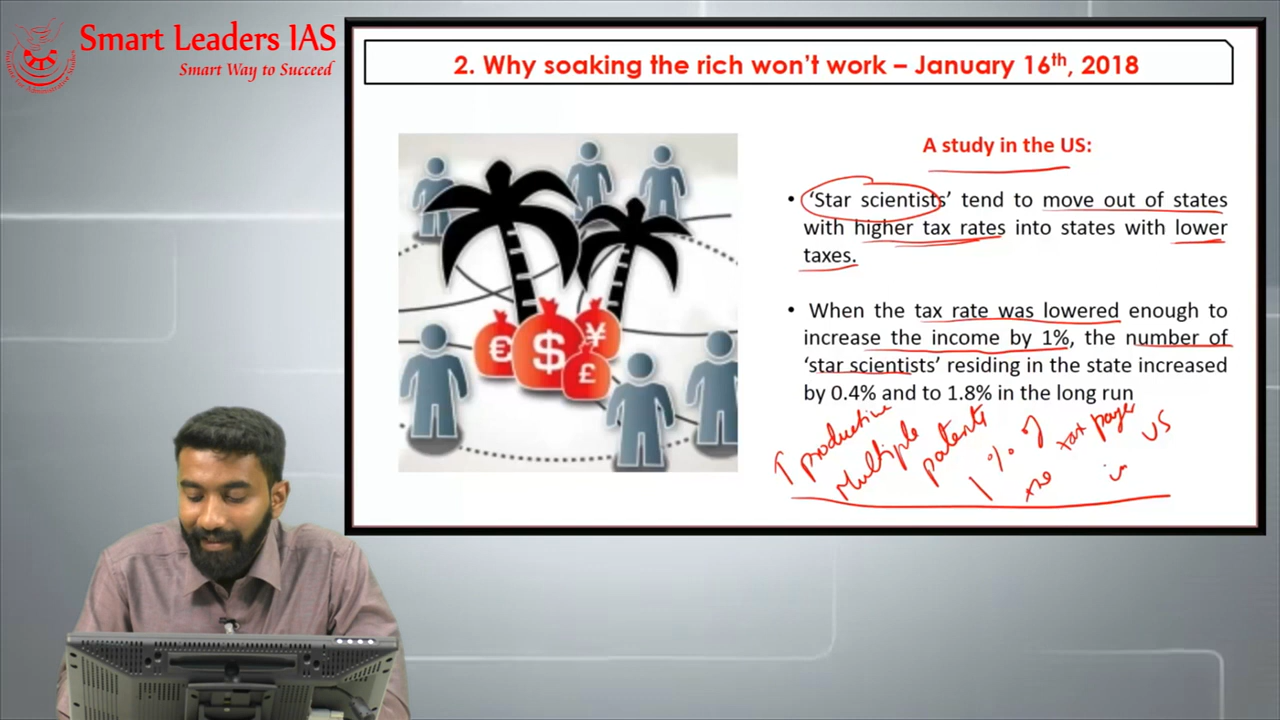 Smart Leaders IAS
Smart Way to Succeed
2. Why soaking the rich won't work – January 16th, 2018
A study in the US:
• 'Star scientists' tend to move out of states
with higher tax rates into states with lower
taxes.
• When the tax rate was lowered enough to
increase the income by 1%, the number of
'star scientists' residing in the state increased
by 0.4% and to 1.8% in the long run
€ $ ¥ £
↑ productive
Multiple patents
1% of
the tax paye
in US